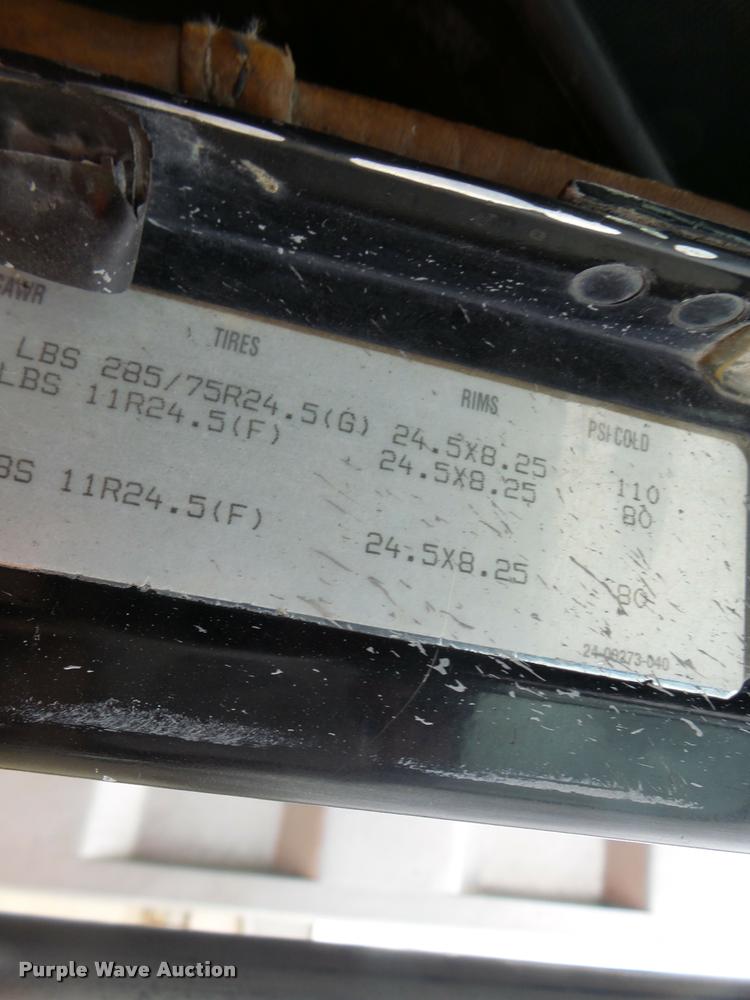 GAWR TIRES RIMS PSI-COLD
LBS 285/75R24.5(G) 24.5X8.25 110
LBS 11R24.5(F) 24.5X8.25 80
BS 11R24.5(F) 24.5X8.25 80
Purple Wave Auction